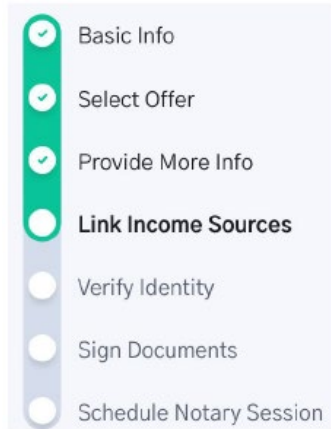 Basic Info
Select Offer
Provide More Info
Link Income Sources
Verify Identity
Sign Documents
Schedule Notary Session